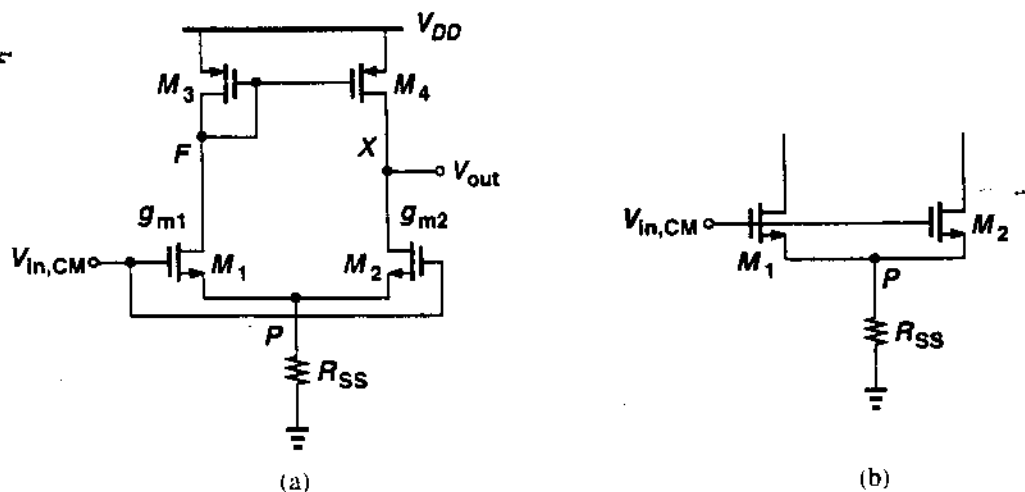 V_DD
M_3
M_4
F
X
V_out
g_m1
g_m2
V_in,CM
M_1
M_2
P
R_SS
(a)
V_in,CM
M_1
M_2
P
R_SS
(b)